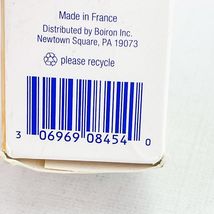 Made in France
Distributed by Boiron Inc.
Newtown Square, PA 19073
please recycle
3 06969 08454 0